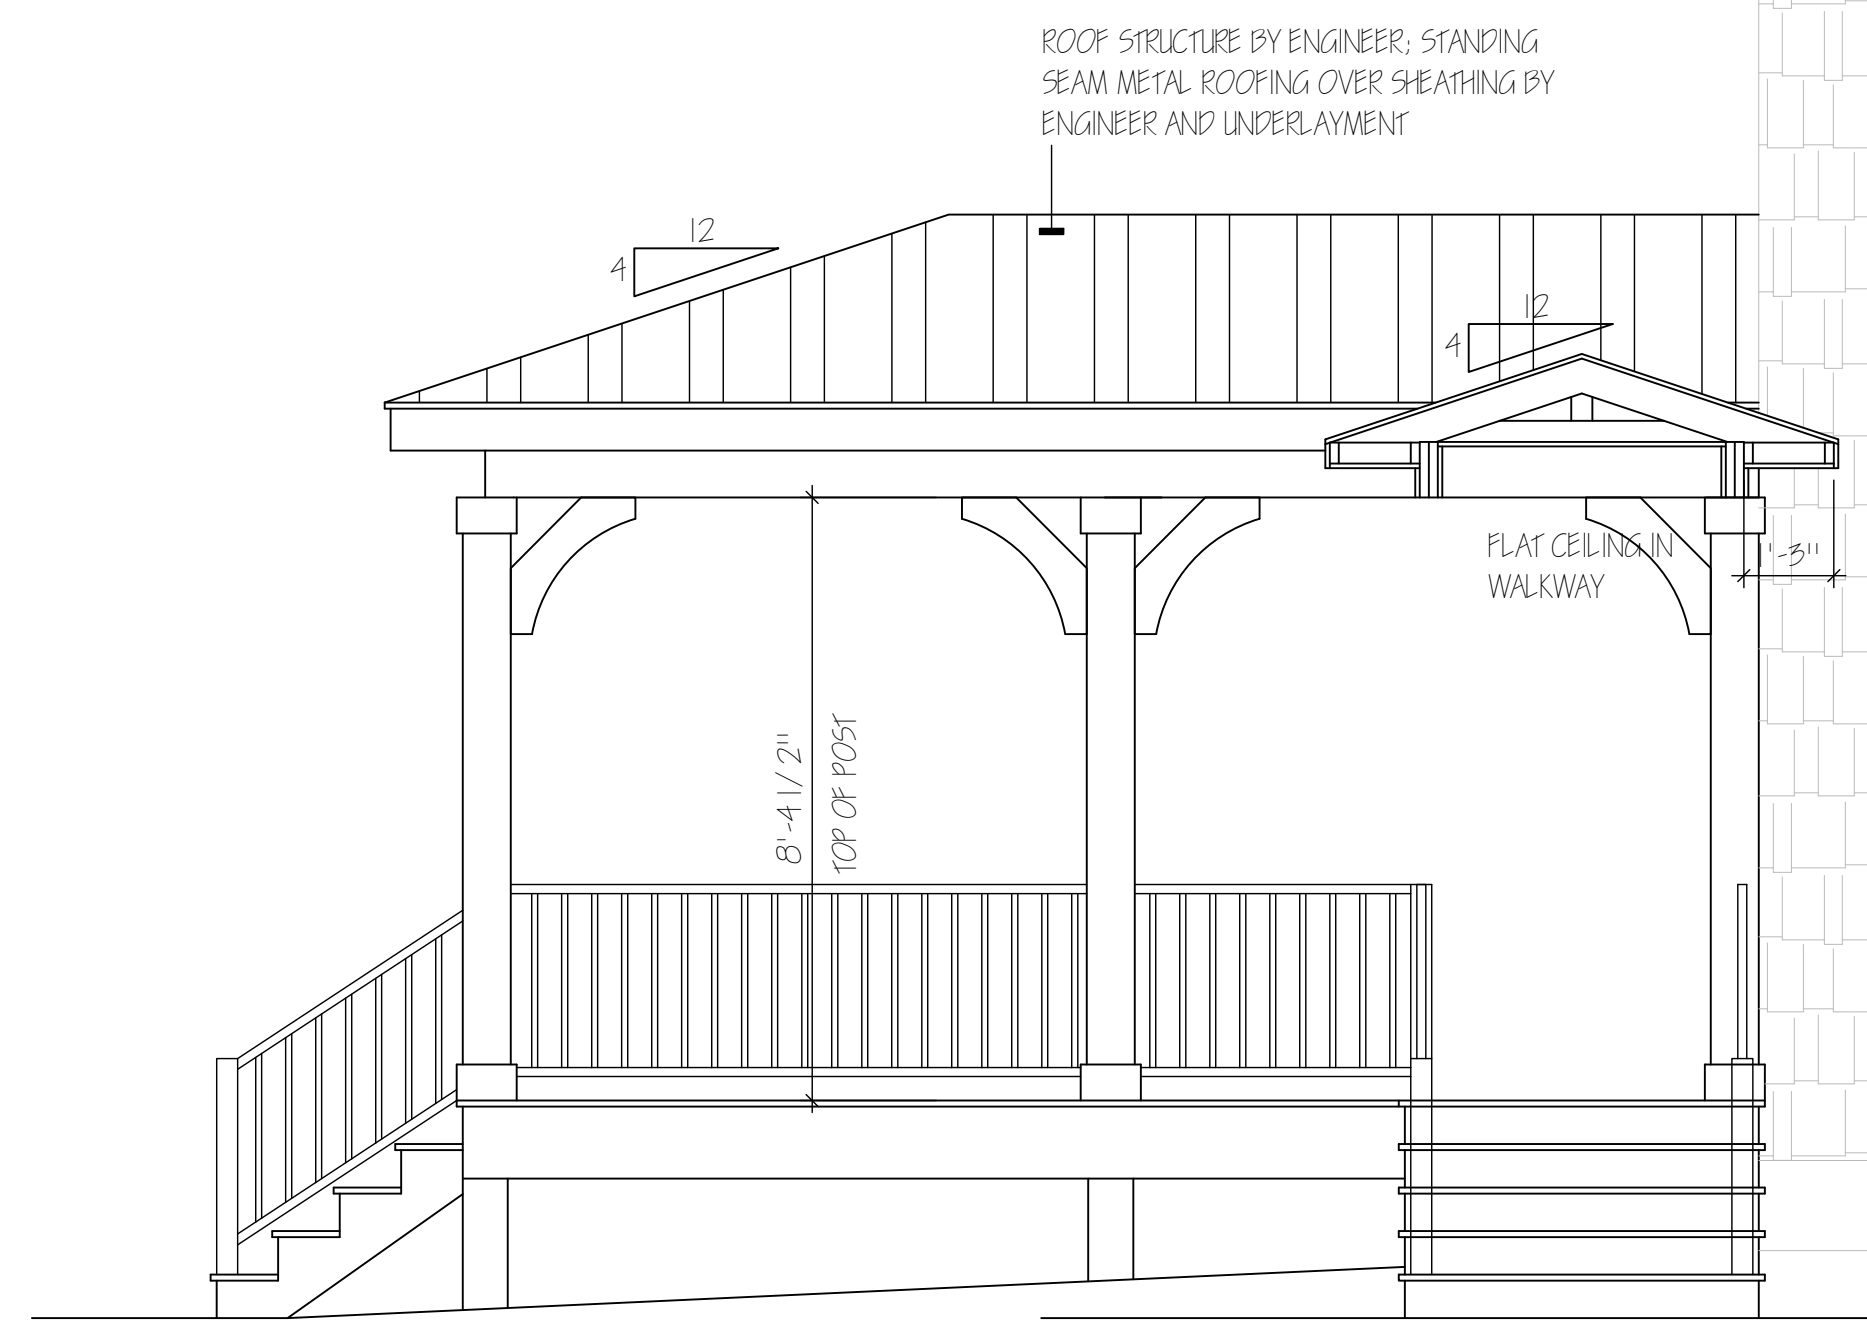 ROOF STRUCTURE BY ENGINEER; STANDING
SEAM METAL ROOFING OVER SHEATHING BY
ENGINEER AND UNDERLAYMENT
12
4
12
4
FLAT CEILING IN
WALKWAY
1'-3"
8'-4 1/2"
TOP OF POST